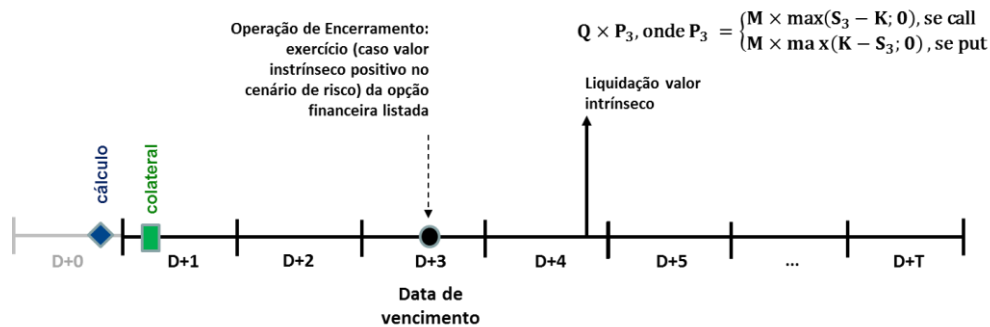 Operação de Encerramento:
exercício (caso valor
instrínseco positivo no
cenário de risco) da opção
financeira listada
Q × P₃, onde P₃ = {M × max(S₃ − K; 0), se call
M × ma x(K − S₃; 0) , se put
Liquidação valor
intrínseco
cálculo
colateral
D+0
D+1
D+2
D+3
D+4
D+5
...
D+T
Data de
vencimento